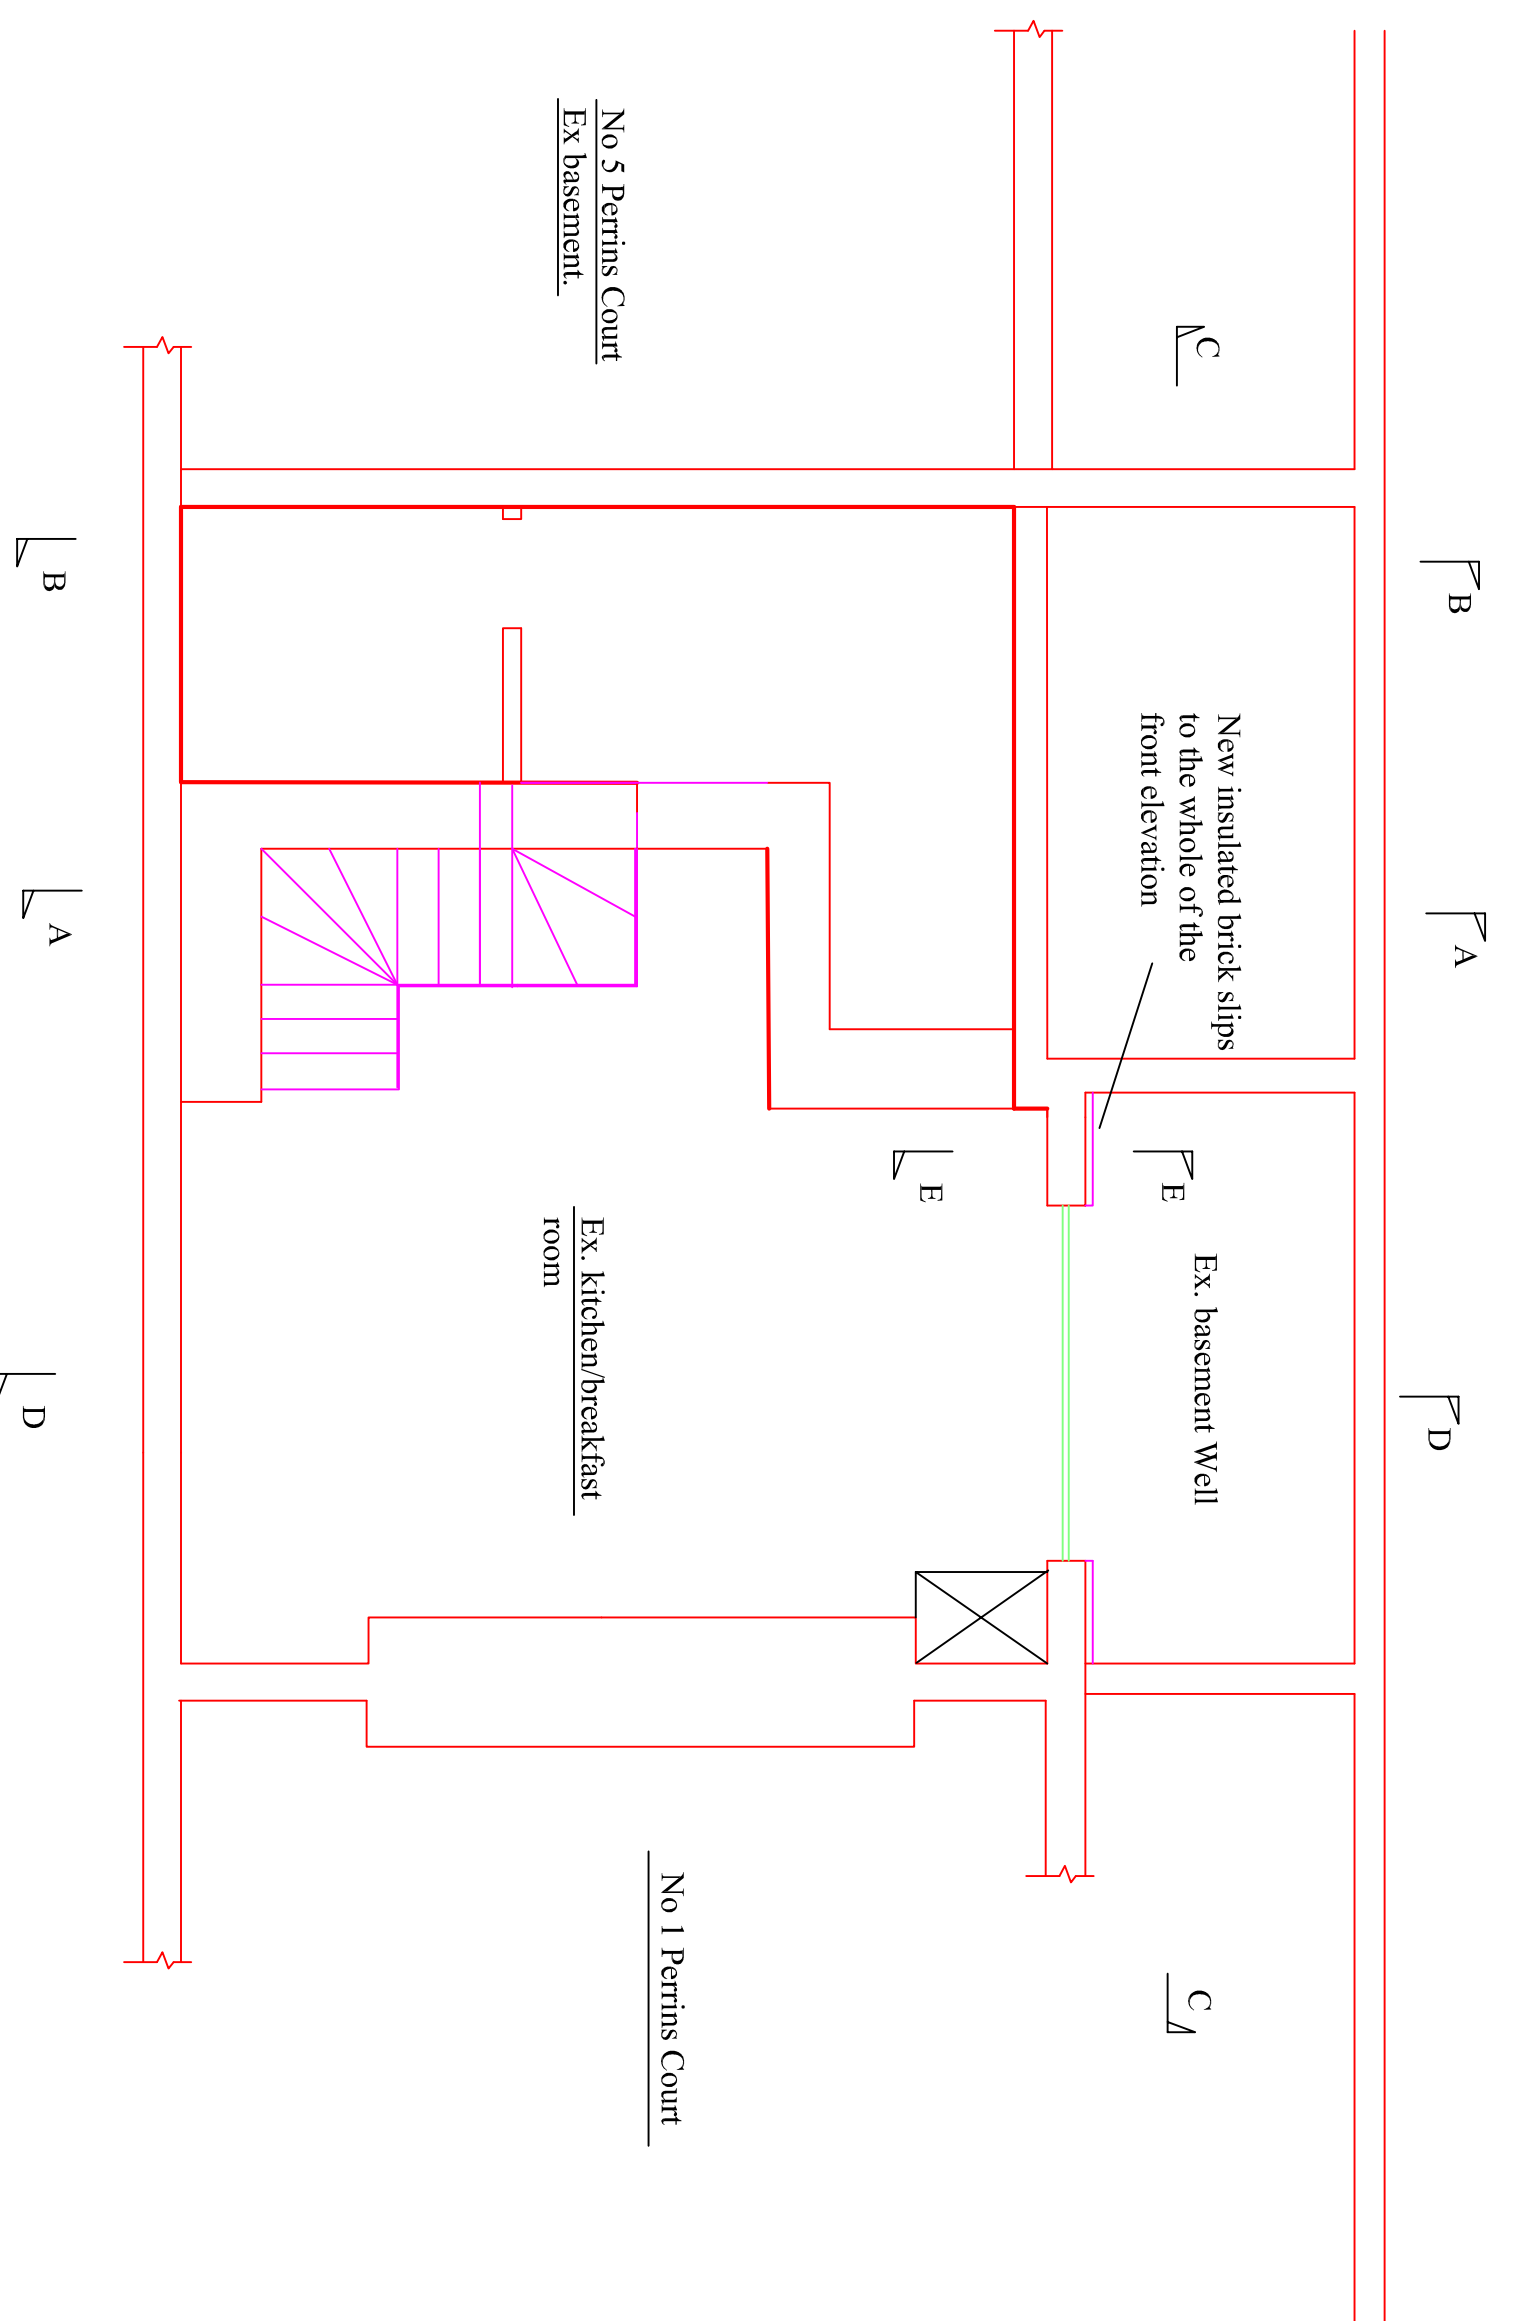 No 5 Perrins Court
Ex basement.
C
B
B
New insulated brick slips
to the whole of the
front elevation
A
A
E
E
Ex. kitchen/breakfast
room
Ex. basement Well
D
D
No 1 Perrins Court
C